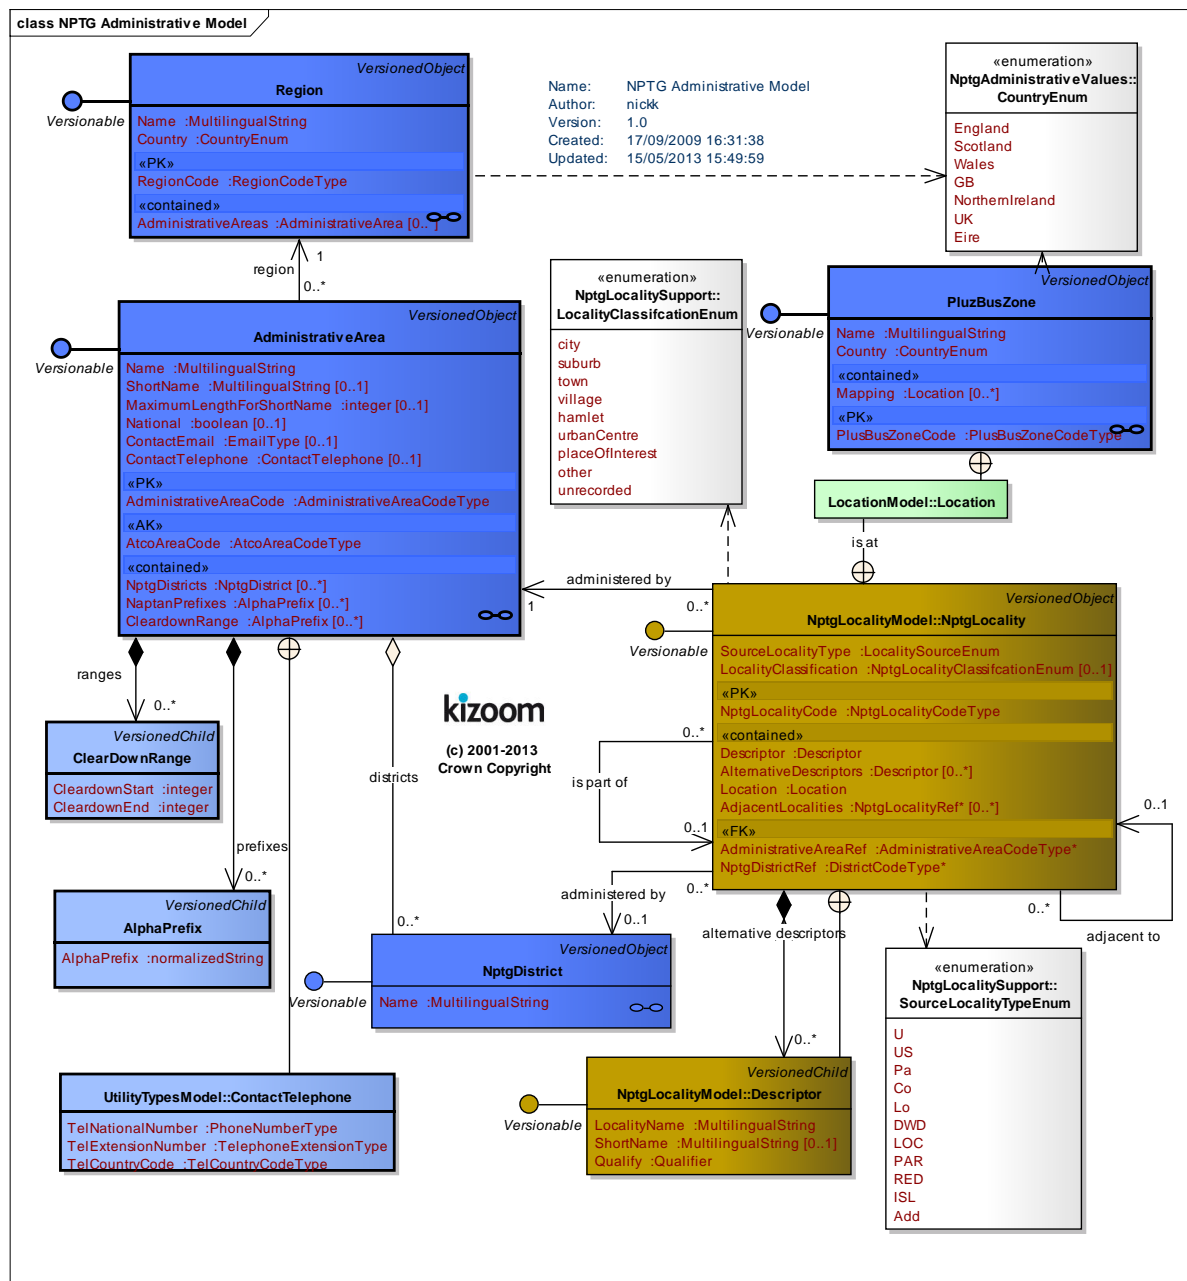 class NPTG Administrative Model
VersionedObject
Region
Versionable
Name :MultilingualString
Country :CountryEnum
«PK»
RegionCode :RegionCodeType
«contained»
AdministrativeAreas :AdministrativeArea [0..*]
Name: NPTG Administrative Model
Author: nickk
Version: 1.0
Created: 17/09/2009 16:31:38
Updated: 15/05/2013 15:49:59
«enumeration»
NptgAdministrativeValues::
CountryEnum
England
Scotland
Wales
GB
NorthernIreland
UK
Eire
1
region
0..*
VersionedObject
AdministrativeArea
Versionable
Name :MultilingualString
ShortName :MultilingualString [0..1]
MaximumLengthForShortName :integer [0..1]
National :boolean [0..1]
ContactEmail :EmailType [0..1]
ContactTelephone :ContactTelephone [0..1]
«PK»
AdministrativeAreaCode :AdministrativeAreaCodeType
«AK»
AtcoAreaCode :AtcoAreaCodeType
«contained»
NptgDistricts :NptgDistrict [0..*]
NaptanPrefixes :AlphaPrefix [0..*]
CleardownRange :AlphaPrefix [0..*]
«enumeration»
NptgLocalitySupport::
LocalityClassifcationEnum
city
suburb
town
village
hamlet
urbanCentre
placeOfInterest
other
unrecorded
VersionedObject
PluzBusZone
Versionable
Name :MultilingualString
Country :CountryEnum
«contained»
Mapping :Location [0..*]
«PK»
PlusBusZoneCode :PlusBusZoneCodeType
LocationModel::Location
is at
administered by
1
0..*
VersionedObject
NptgLocalityModel::NptgLocality
Versionable
SourceLocalityType :LocalitySourceEnum
LocalityClassification :NptgLocalityClassifcationEnum [0..1]
«PK»
NptgLocalityCode :NptgLocalityCodeType
«contained»
Descriptor :Descriptor
AlternativeDescriptors :Descriptor [0..*]
Location :Location
AdjacentLocalities :NptgLocalityRef* [0..*]
«FK»
AdministrativeAreaRef :AdministrativeAreaCodeType*
NptgDistrictRef :DistrictCodeType*
0..*
is part of
0..1
0..1
0..*
adjacent to
ranges
0..*
VersionedChild
ClearDownRange
CleardownStart :integer
CleardownEnd :integer
kizoom
(c) 2001-2013
Crown Copyright
districts
0..*
prefixes
0..*
VersionedChild
AlphaPrefix
AlphaPrefix :normalizedString
administered by
0..*
0..1
VersionedObject
NptgDistrict
Versionable
Name :MultilingualString
alternative descriptors
0..*
«enumeration»
NptgLocalitySupport::
SourceLocalityTypeEnum
U
US
Pa
Co
Lo
DWD
LOC
PAR
RED
ISL
Add
UtilityTypesModel::ContactTelephone
TelNationalNumber :PhoneNumberType
TelExtensionNumber :TelephoneExtensionType
TelCountryCode :TelCountryCodeType
VersionedChild
NptgLocalityModel::Descriptor
Versionable
LocalityName :MultilingualString
ShortName :MultilingualString [0..1]
Qualify :Qualifier